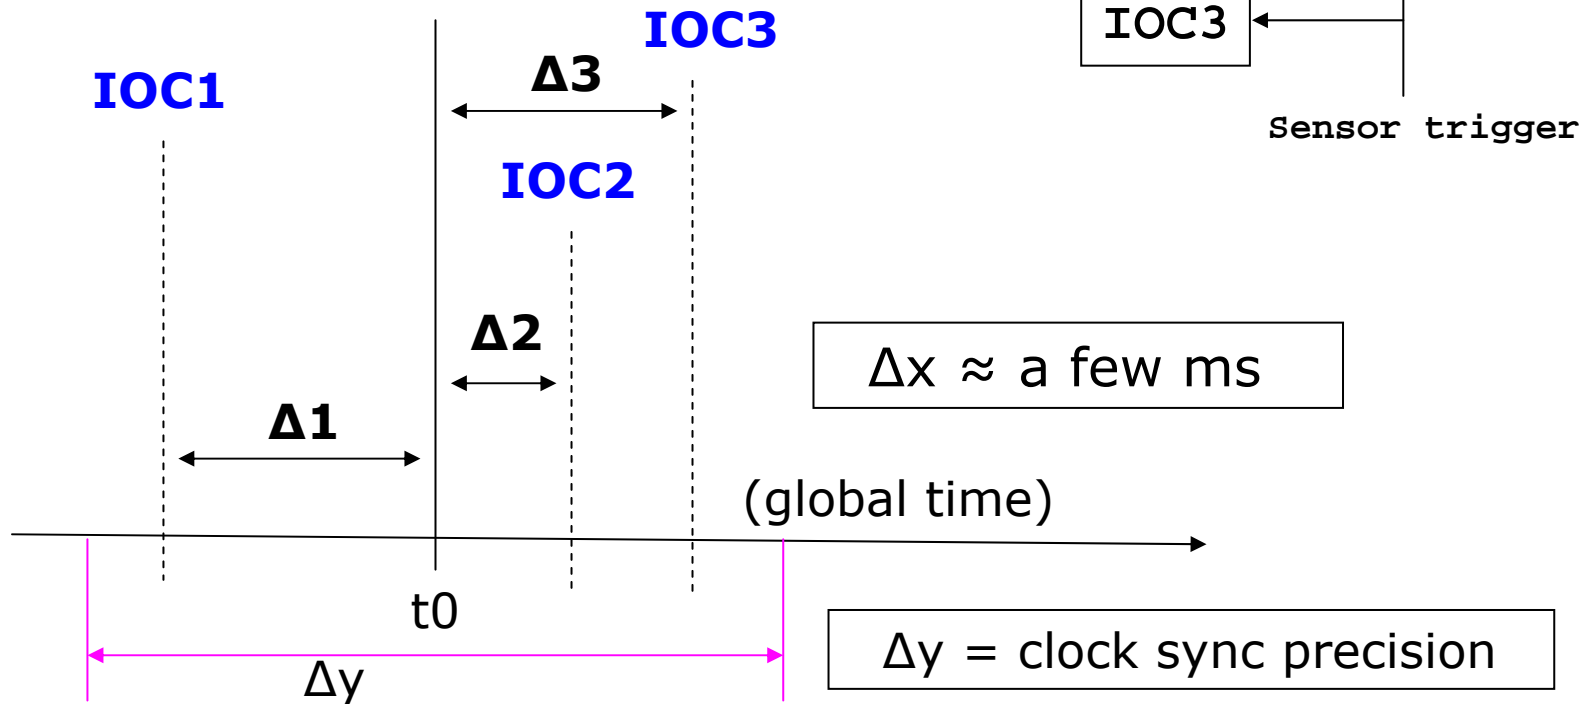 IOC3
IOC3
Δ3
IOC1
Sensor trigger
IOC2
Δ2
Δx ≈ a few ms
Δ1
(global time)
t0
Δy = clock sync precision
Δy